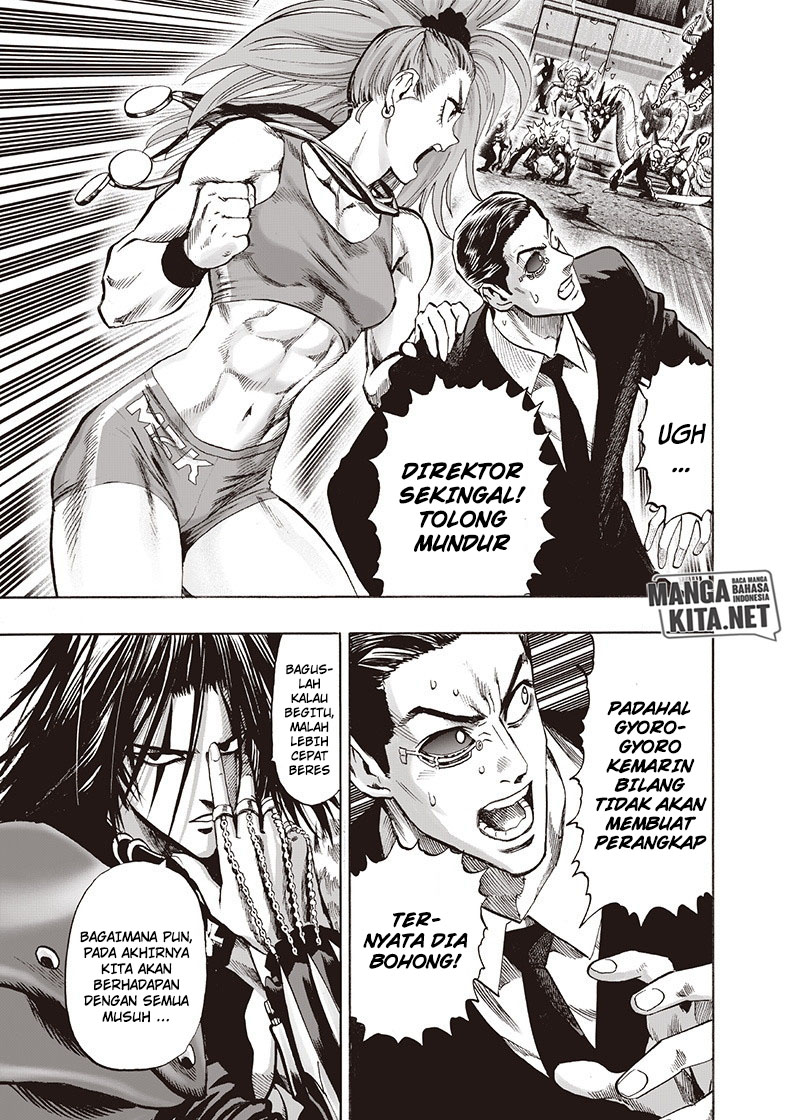 UGH
...
DIREKTOR
SEKINGAL!
TOLONG
MUNDUR
MISK
MANGA
KITA.NET
BACA MANGA
BAHASA
INDONESIA
PADAHAL
GYORO-
GYORO
KEMARIN
BILANG
TIDAK AKAN
MEMBUAT
PERANGKAP
TER-
NYATA DIA
BOHONG!
BAGUS-
LAH
KALAU
BEGITU,
MALAH
LEBIH
CEPAT
BERES
BAGAIMANA PUN,
PADA AKHIRNYA
KITA AKAN
BERHADAPAN
DENGAN SEMUA
MUSUH ...